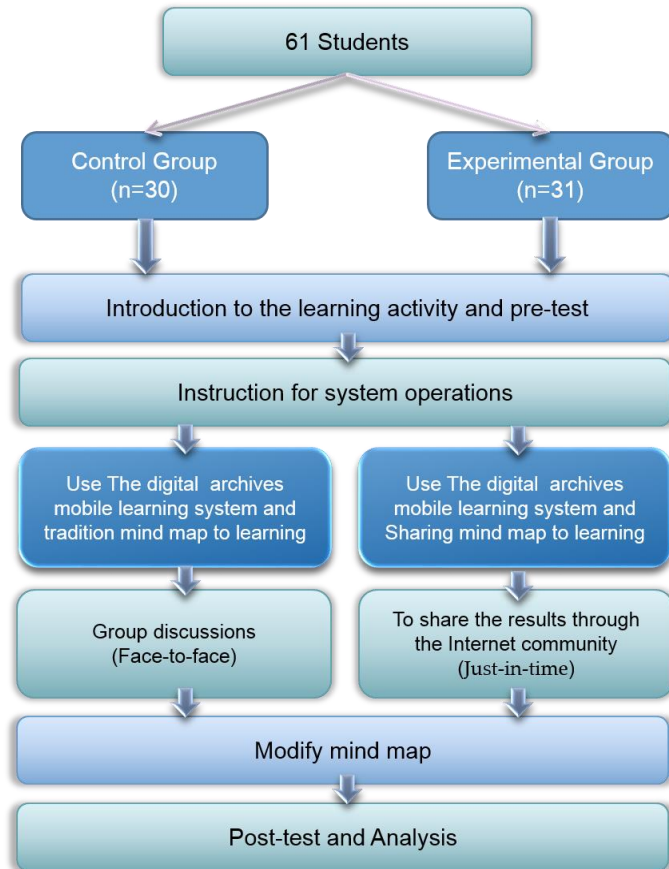 61 Students
Control Group
(n=30)
Experimental Group
(n=31)
Introduction to the learning activity and pre-test
Instruction for system operations
Use The digital archives
mobile learning system and
tradition mind map to learning
Use The digital archives
mobile learning system and
Sharing mind map to learning
Group discussions
(Face-to-face)
To share the results through
the Internet community
(Just-in-time)
Modify mind map
Post-test and Analysis